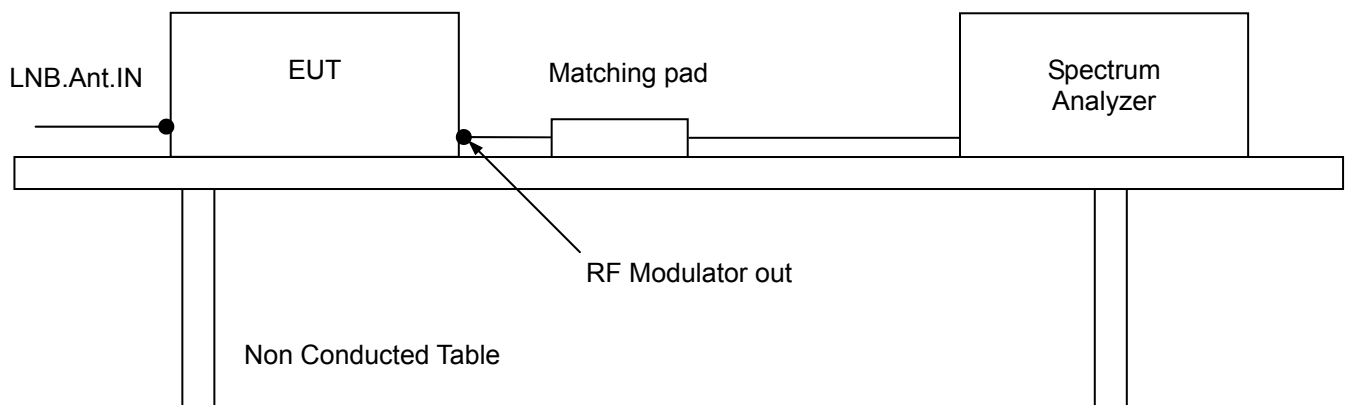 LNB.Ant.IN
EUT
Matching pad
Spectrum
Analyzer
RF Modulator out
Non Conducted Table